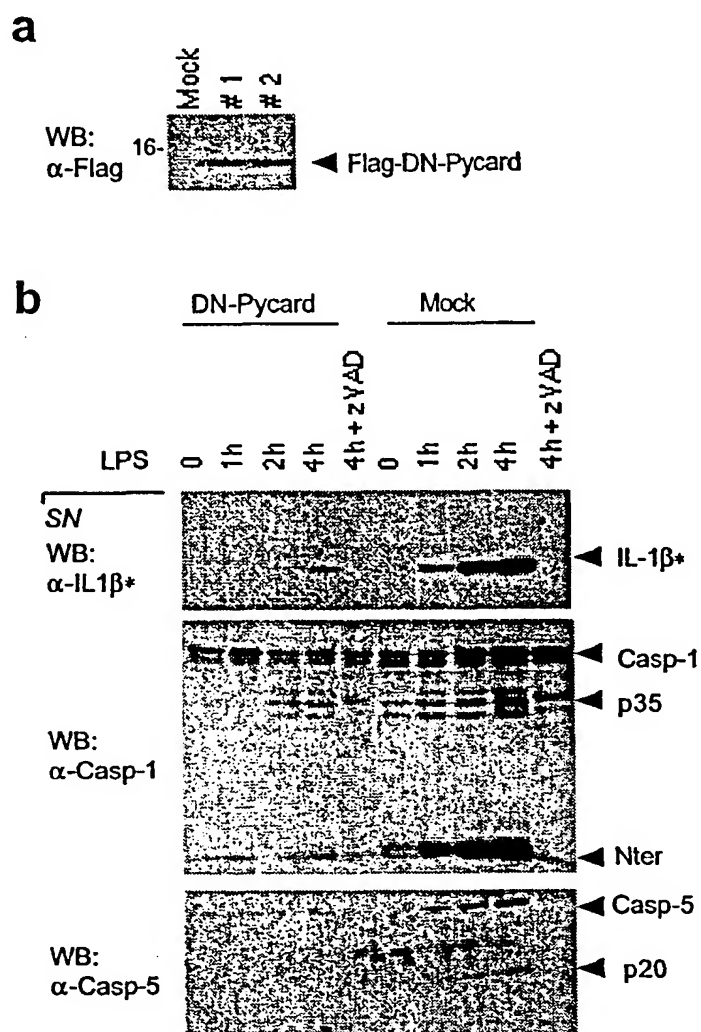 a
Mock
# 1
# 2
WB:
α-Flag
16-
Flag-DN-Pycard
b
DN-Pycard
Mock
LPS
0
1h
2h
4h
4h + zYAD
0
1h
2h
4h
4h + zYAD
SN
WB:
α-IL1β*
IL-1β*
WB:
α-Casp-1
Casp-1
p35
Nter
WB:
α-Casp-5
Casp-5
p20